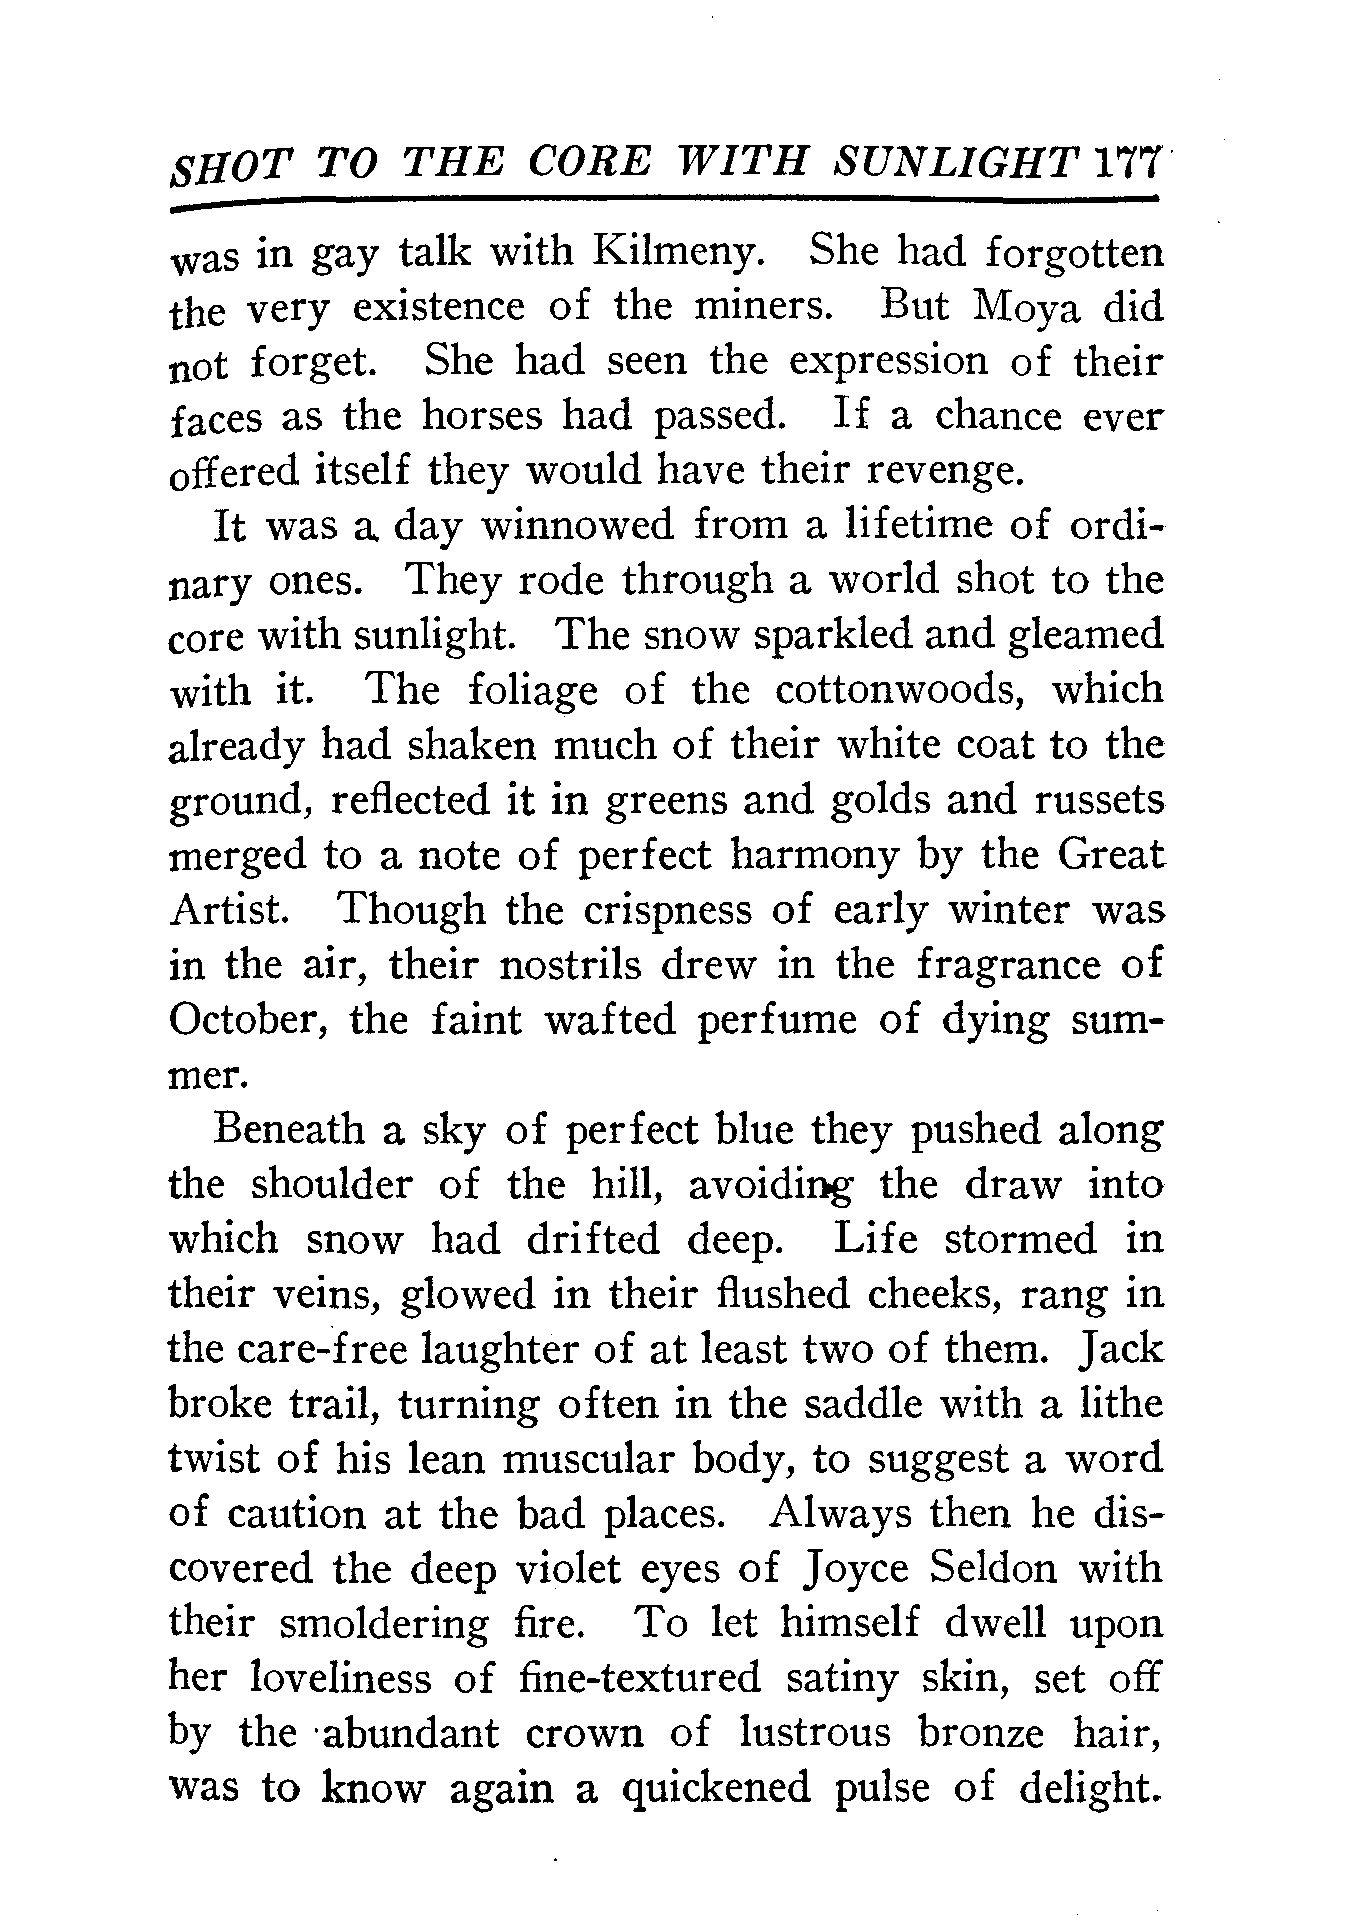 SHOT TO THE CORE WITH SUNLIGHT 177
was in gay talk with Kilmeny. She had forgotten
the very existence of the miners. But Moya did
not forget. She had seen the expression of their
faces as the horses had passed. If a chance ever
offered itself they would have their revenge.
It was a day winnowed from a lifetime of ordi-
nary ones. They rode through a world shot to the
core with sunlight. The snow sparkled and gleamed
with it. The foliage of the cottonwoods, which
already had shaken much of their white coat to the
ground, reflected it in greens and golds and russets
merged to a note of perfect harmony by the Great
Artist. Though the crispness of early winter was
in the air, their nostrils drew in the fragrance of
October, the faint wafted perfume of dying sum-
mer.
Beneath a sky of perfect blue they pushed along
the shoulder of the hill, avoiding the draw into
which snow had drifted deep. Life stormed in
their veins, glowed in their flushed cheeks, rang in
the care-free laughter of at least two of them. Jack
broke trail, turning often in the saddle with a lithe
twist of his lean muscular body, to suggest a word
of caution at the bad places. Always then he dis-
covered the deep violet eyes of Joyce Seldon with
their smoldering fire. To let himself dwell upon
her loveliness of fine-textured satiny skin, set off
by the abundant crown of lustrous bronze hair,
was to know again a quickened pulse of delight.